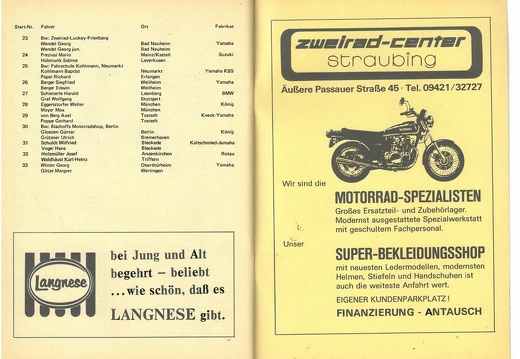 Start-Nr. Fahrer Ort Fabrikat
23 Bw: Zweirad-Luckey-Friedberg
Wendel Georg Bad Nauheim Yamaha
Wendel Georg jun. Bad Nauheim
24 Preziosi Mario Mainz/Kastell Suzuki
Hülstrunk Sabine Leverkusen
25 Bw: Fahrschule Kohlmann, Neumarkt
Kohlmann Baptist Neumarkt Yamaha KBS
Papst Richard Erlangen
26 Berger Siegfried Weilheim Yamaha
Berger Edwin Weilheim
27 Schanierle Harald Leonberg BMW
Graf Wolfgang Stuttgart
28 Eggerstorfer Walter München König
Mayer Max München
29 von Berg Axel Tostedt Kweck-Yamaha
Poppe Gerhard Tostedt
30 Bw: Bischoffs Motorradshop, Berlin
Gloeden Günter Berlin König
Grützner Ulrich Bremerhaven
31 Schuldt Wilfried Bleckede Kaltschmied-Jamaha
Vogel Hans Bleckede
32 Holzmüller Josef Anzenkirchen Rotax
Waldhäusl Karl-Heinz Triftern
33 Winter Georg Oberthürheim Yamaha
Götze Margret Wertingen
Langnese
bei Jung und Alt
begehrt – beliebt
...wie schön, daß es
LANGNESE gibt.
zweirad-center
straubing
Äußere Passauer Straße 45 · Tel. 09421/32727
Wir sind die
MOTORRAD-SPEZIALISTEN
Großes Ersatzteil- und Zubehörlager.
Modernst ausgestattete Spezialwerkstatt
mit geschultem Fachpersonal.
Unser
SUPER-BEKLEIDUNGSSHOP
mit neuesten Ledermodellen, modernsten
Helmen, Stiefeln und Handschuhen ist
auch die weiteste Anfahrt wert.
EIGENER KUNDENPARKPLATZ!
FINANZIERUNG - ANTAUSCH